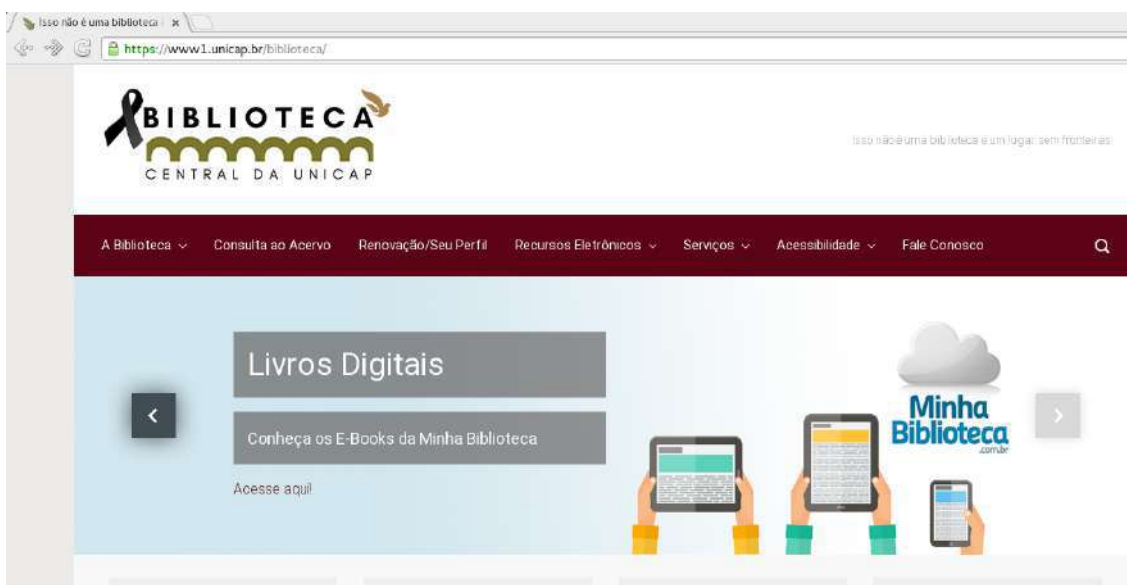 Isso não é uma biblioteca
https://www1.unicap.br/biblioteca/
BIBLIOTECA
CENTRAL DA UNICAP
Isso não é uma biblioteca é um lugar sem fronteiras
A Biblioteca Consulta ao Acervo Renovação/Seu Perfil Recursos Eletrônicos Serviços Acessibilidade Fale Conosco
Livros Digitais
Conheça os E-Books da Minha Biblioteca
Acesse aqui!
Minha
Biblioteca
.com.br